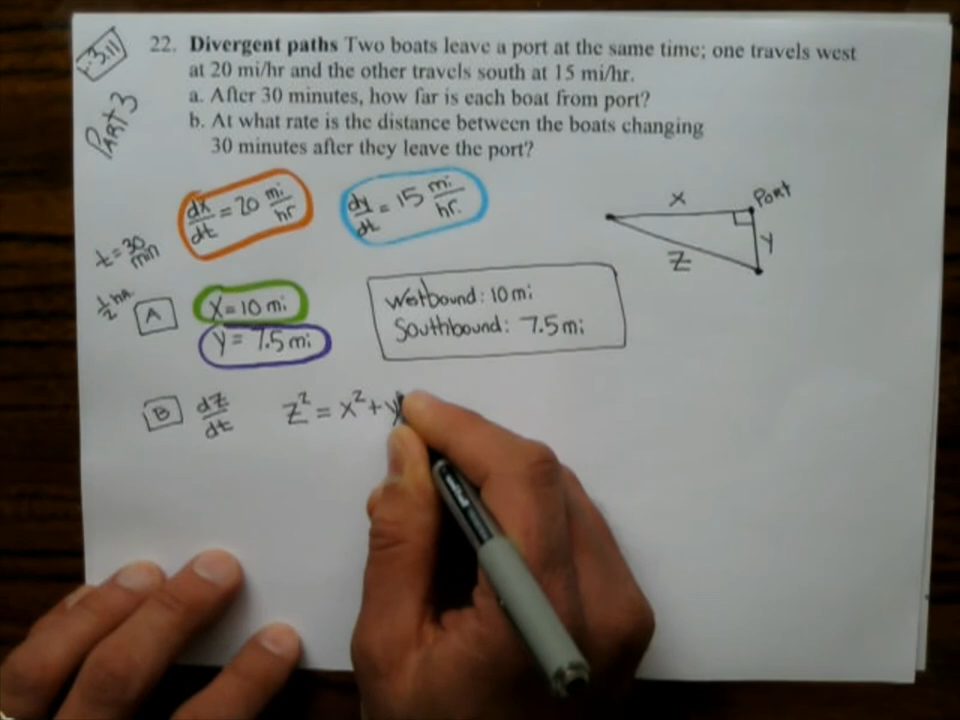 3.11
PART 3
22. Divergent paths Two boats leave a port at the same time; one travels west
at 20 mi/hr and the other travels south at 15 mi/hr.
a. After 30 minutes, how far is each boat from port?
b. At what rate is the distance between the boats changing
30 minutes after they leave the port?
dx/dt = 20 mi/hr
dy/dt = 15 mi/hr.
x
Port
y
z
t = 30 min
1/2 hr.
A
x = 10 mi
y = 7.5 mi
Westbound: 10 mi
Southbound: 7.5 mi
B
dz/dt
z² = x² + y